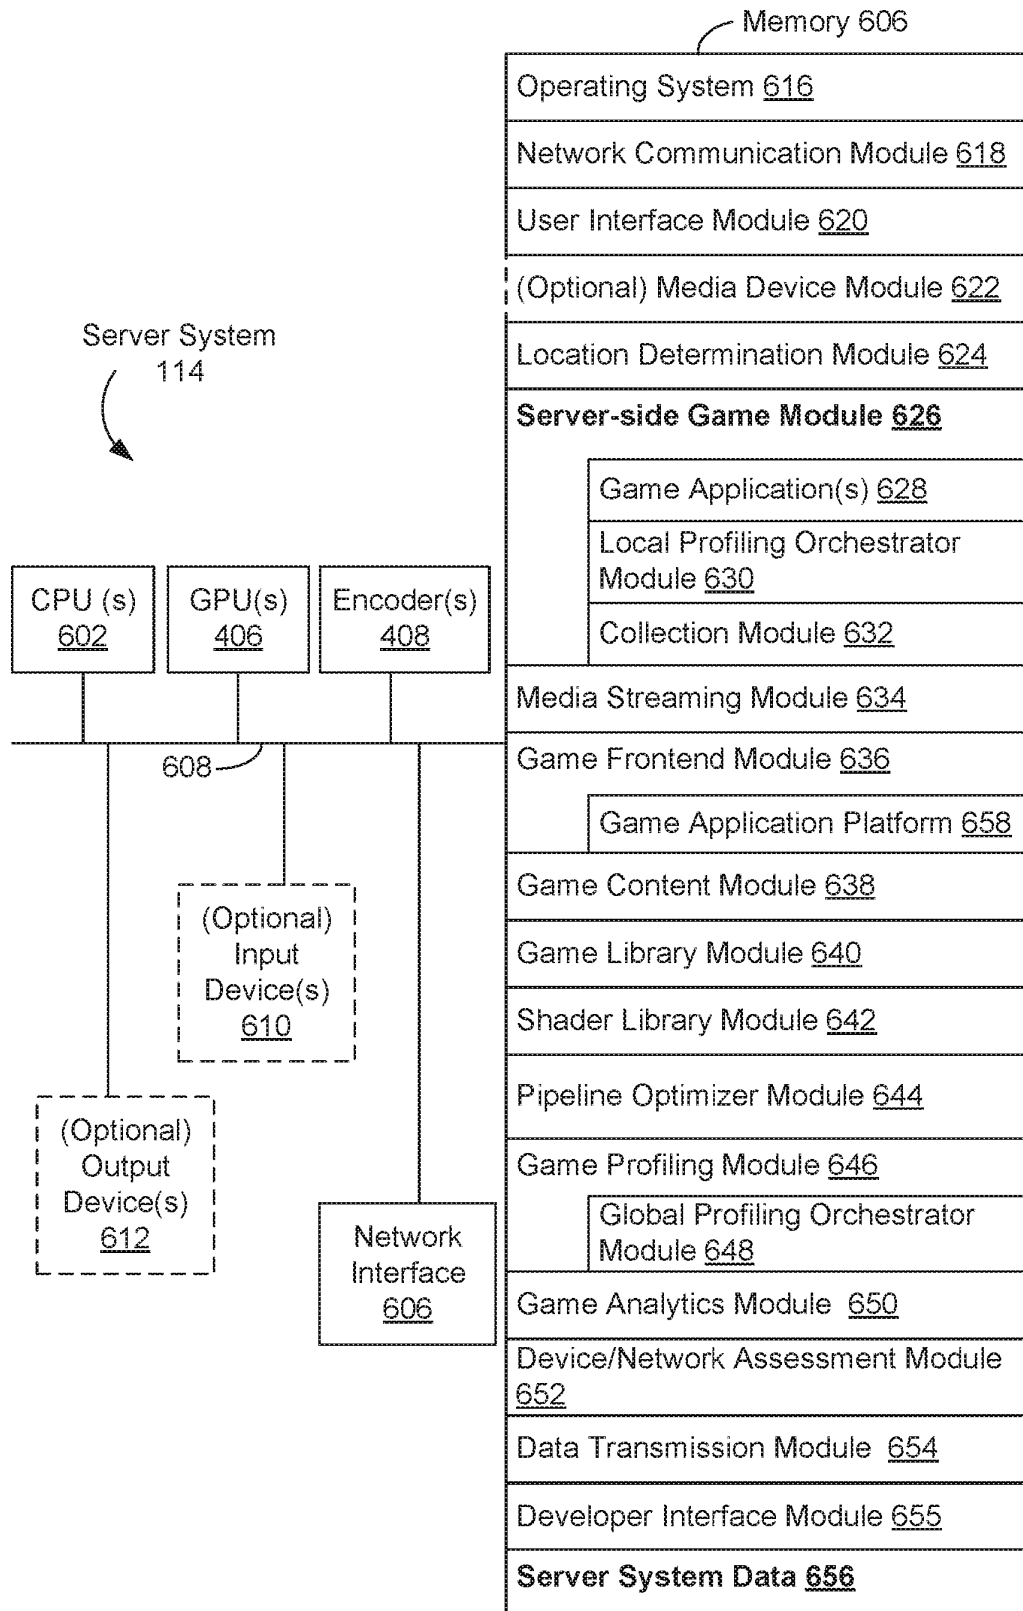 Memory 606
Operating System 616
Network Communication Module 618
User Interface Module 620
(Optional) Media Device Module 622
Location Determination Module 624
Server-side Game Module 626
Game Application(s) 628
Local Profiling Orchestrator
Module 630
Collection Module 632
Media Streaming Module 634
Game Frontend Module 636
Game Application Platform 658
Game Content Module 638
Game Library Module 640
Shader Library Module 642
Pipeline Optimizer Module 644
Game Profiling Module 646
Global Profiling Orchestrator
Module 648
Game Analytics Module 650
Device/Network Assessment Module
652
Data Transmission Module 654
Developer Interface Module 655
Server System Data 656
Server System
114
CPU (s)
602
GPU(s)
406
Encoder(s)
408
608
(Optional)
Input
Device(s)
610
(Optional)
Output
Device(s)
612
Network
Interface
606